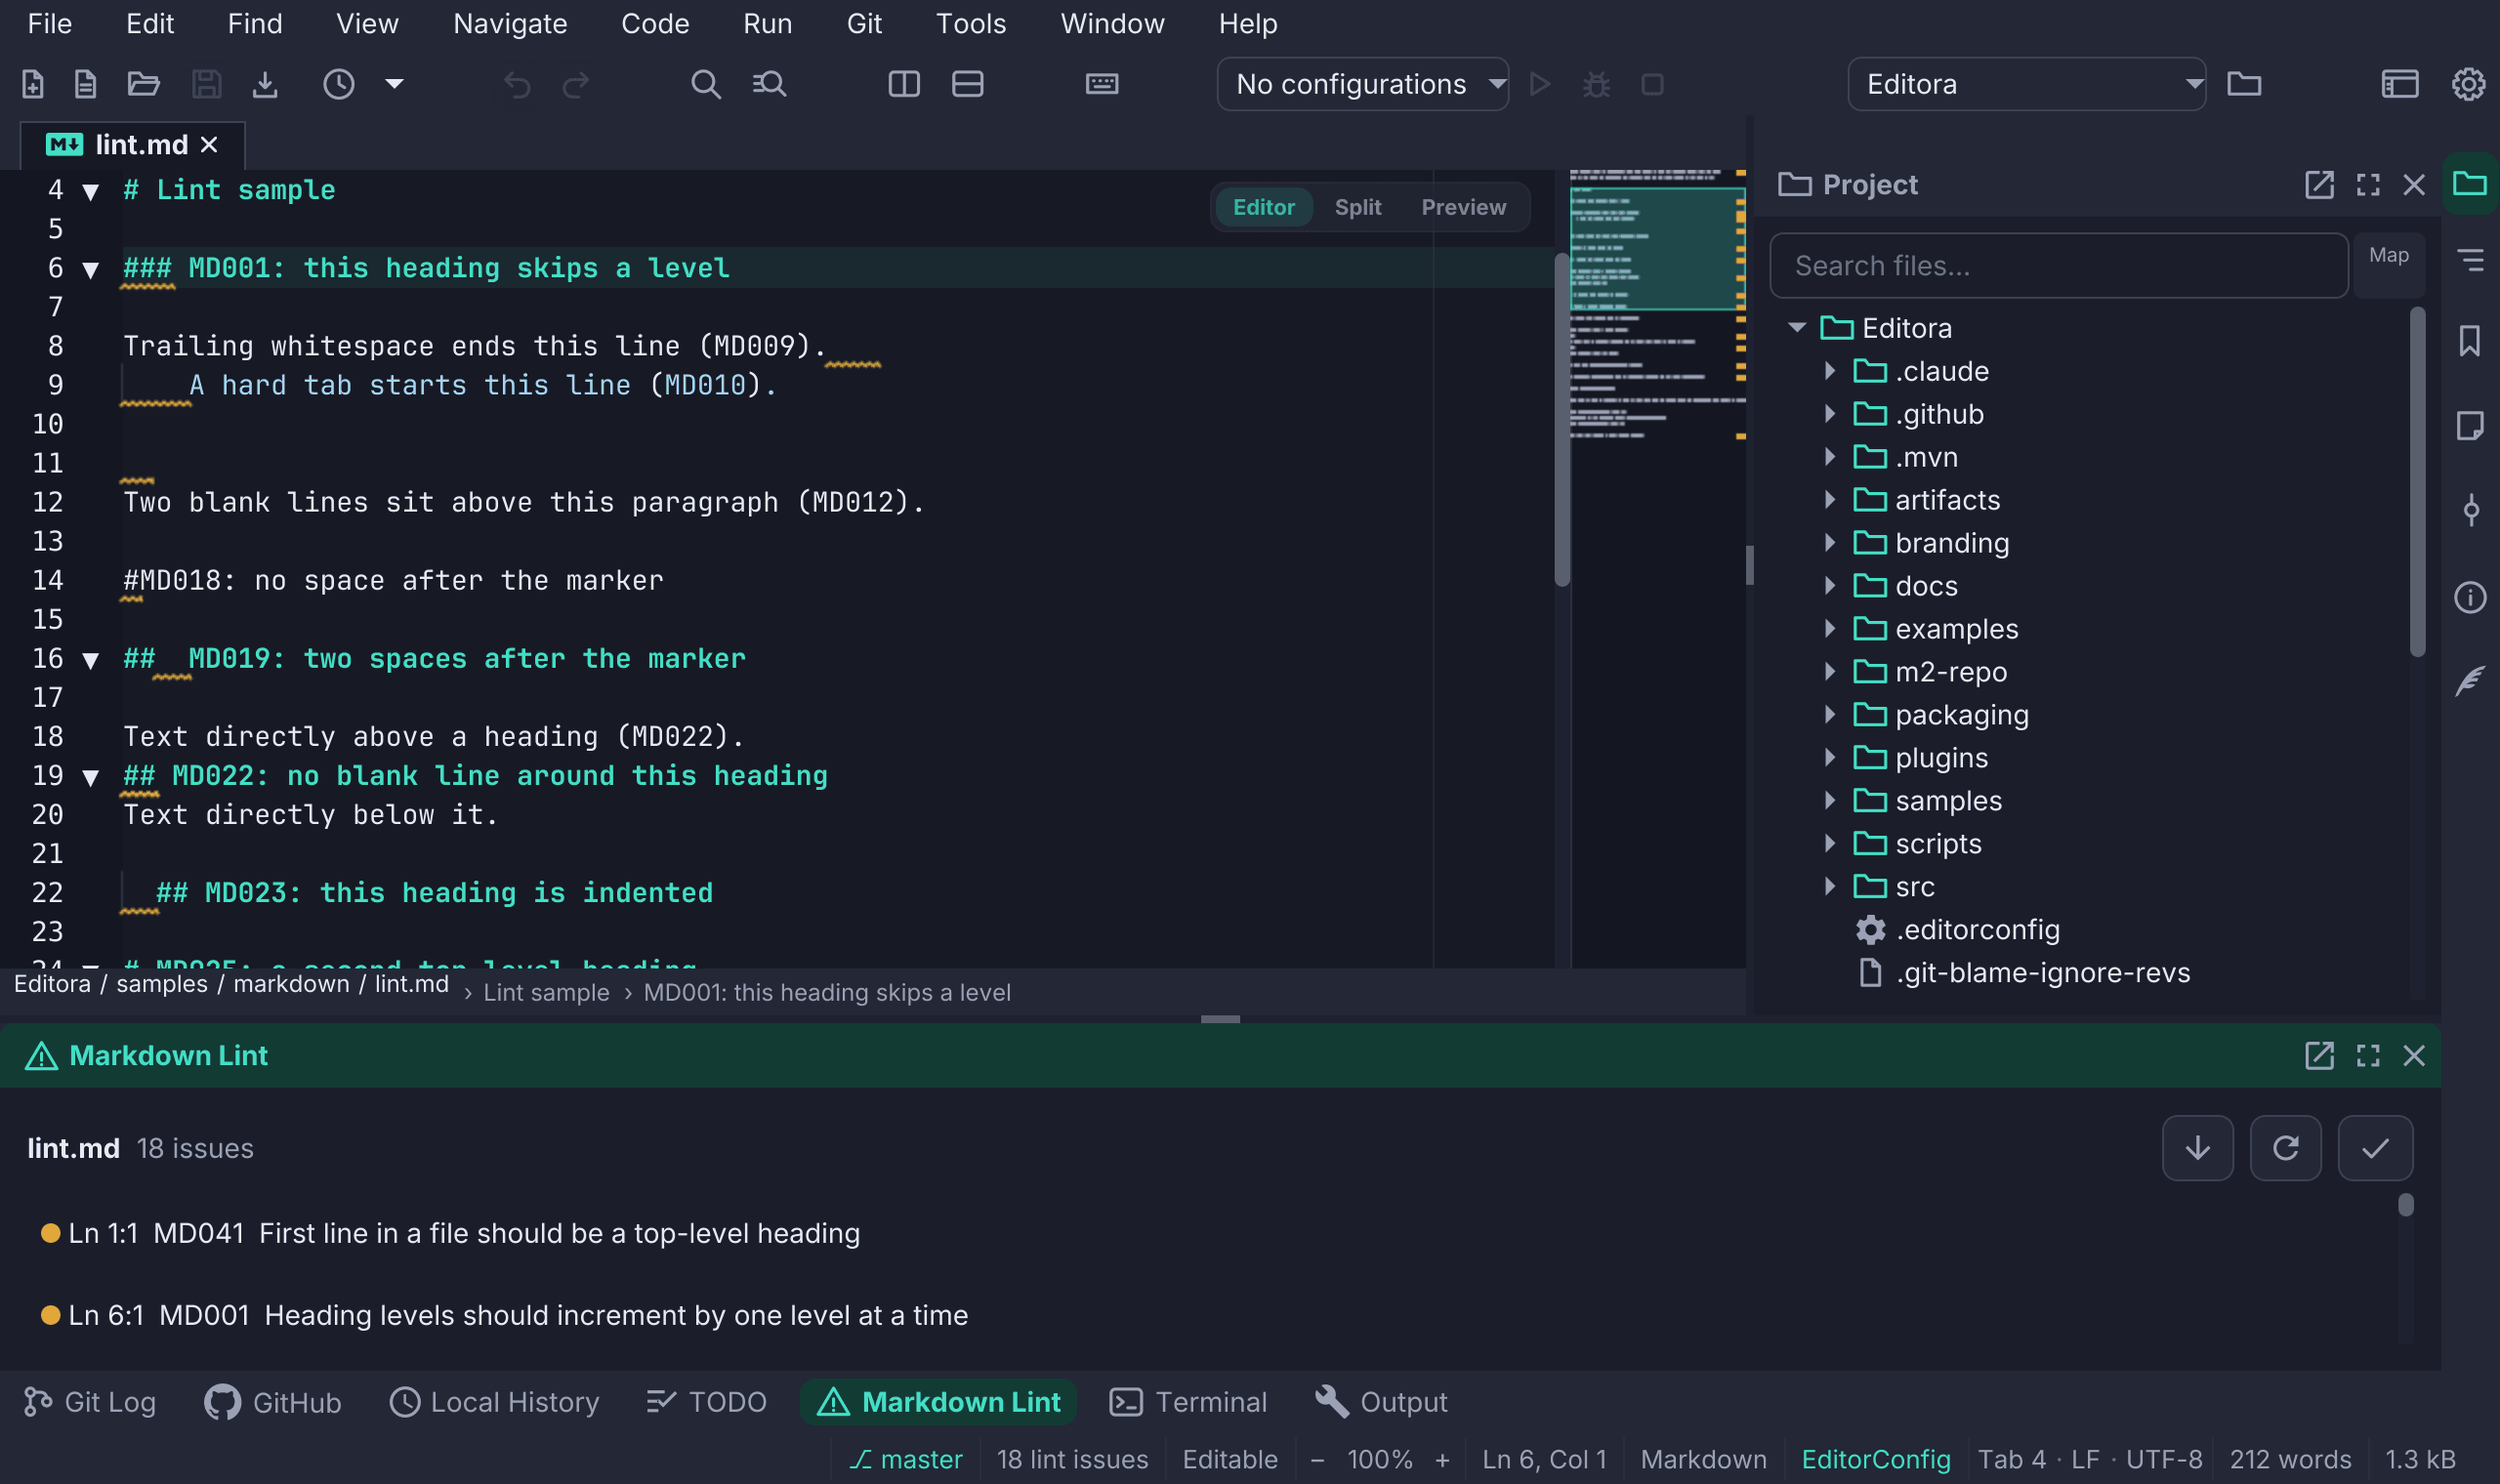 File Edit Find View Navigate Code Run Git Tools Window Help
No configurations
Editora
lint.md
Editor Split Preview
4 # Lint sample
5
6 ### MD001: this heading skips a level
7
8 Trailing whitespace ends this line (MD009).
9 A hard tab starts this line (MD010).
10
11
12 Two blank lines sit above this paragraph (MD012).
13
14 #MD018: no space after the marker
15
16 ##  MD019: two spaces after the marker
17
18 Text directly above a heading (MD022).
19 ## MD022: no blank line around this heading
20 Text directly below it.
21
22   ## MD023: this heading is indented
23
24 # MD025: a second top-level heading
Editora / samples / markdown / lint.md › Lint sample › MD001: this heading skips a level
Project
Search files...
Map
Editora
.claude
.github
.mvn
artifacts
branding
docs
examples
m2-repo
packaging
plugins
samples
scripts
src
.editorconfig
.git-blame-ignore-revs
Markdown Lint
lint.md 18 issues
Ln 1:1 MD041 First line in a file should be a top-level heading
Ln 6:1 MD001 Heading levels should increment by one level at a time
Git Log GitHub Local History TODO Markdown Lint Terminal Output
master 18 lint issues Editable − 100% + Ln 6, Col 1 Markdown EditorConfig Tab 4 · LF · UTF-8 212 words 1.3 kB